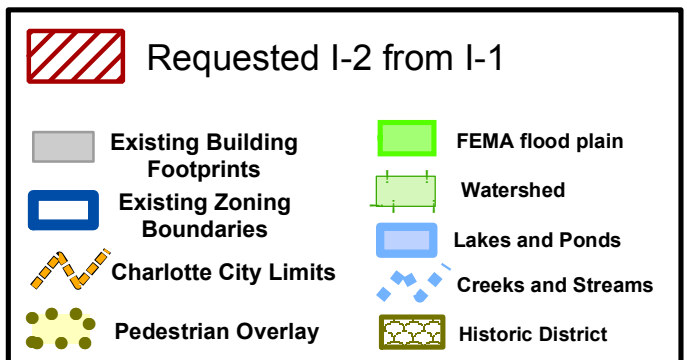 Requested I-2 from I-1
Existing Building
Footprints
Existing Zoning
Boundaries
Charlotte City Limits
Pedestrian Overlay
FEMA flood plain
Watershed
Lakes and Ponds
Creeks and Streams
Historic District